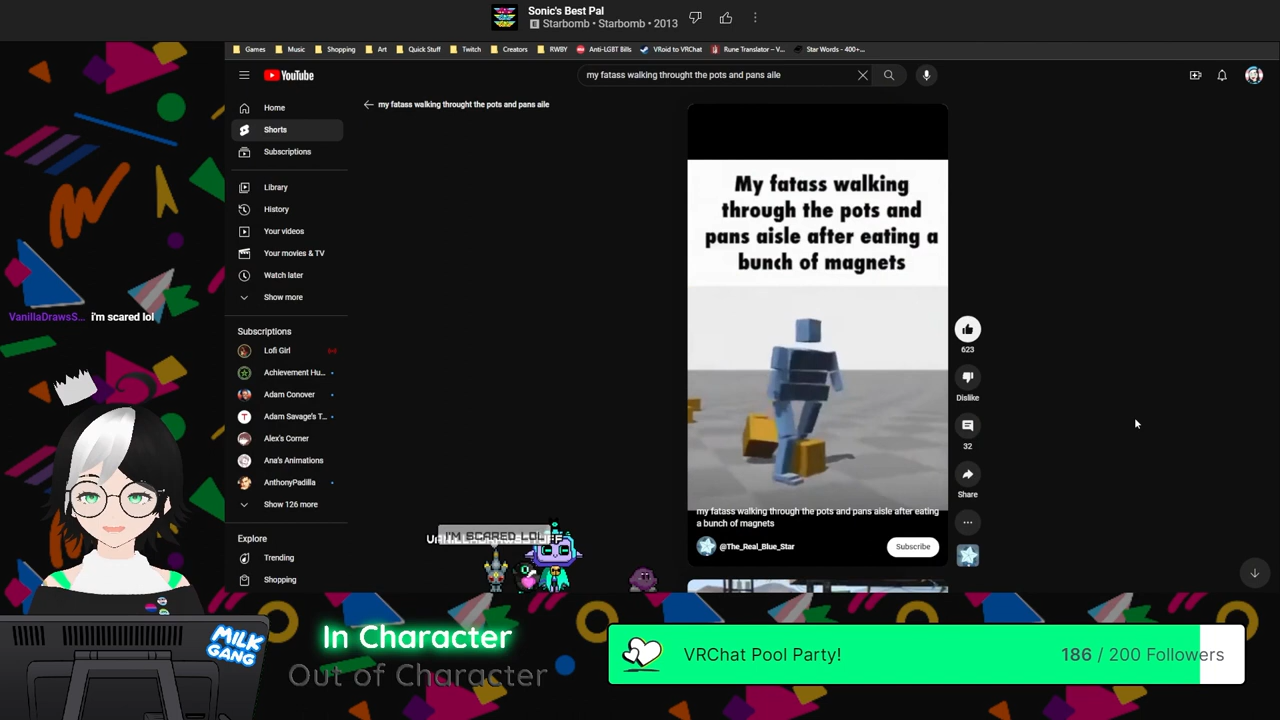 Sonic's Best Pal
E Starbomb • Starbomb • 2013
Games
Music
Shopping
Art
Quick Stuff
Twitch
Creators
RWBY
Anti-LGBT Bills
VRoid to VRChat
Rune Translator – V...
Star Words - 400+...
YouTube
my fatass walking throught the pots and pans aile
Home
Shorts
Subscriptions
Library
History
Your videos
Your movies & TV
Watch later
Show more
Subscriptions
Lofi Girl
Achievement Hu...
Adam Conover
Adam Savage's T...
Alex's Corner
Ana's Animations
AnthonyPadilla
Show 126 more
Explore
Trending
Shopping
my fatass walking throught the pots and pans aile
My fatass walking
through the pots and
pans aisle after eating a
bunch of magnets
my fatass walking through the pots and pans aisle after eating
a bunch of magnets
@The_Real_Blue_Star
Subscribe
623
Dislike
32
Share
VanillaDrawsS... i'm scared lol
I'M SCARED LOL
MILK
GANG
In Character
Out of Character
VRChat Pool Party!
186 / 200 Followers